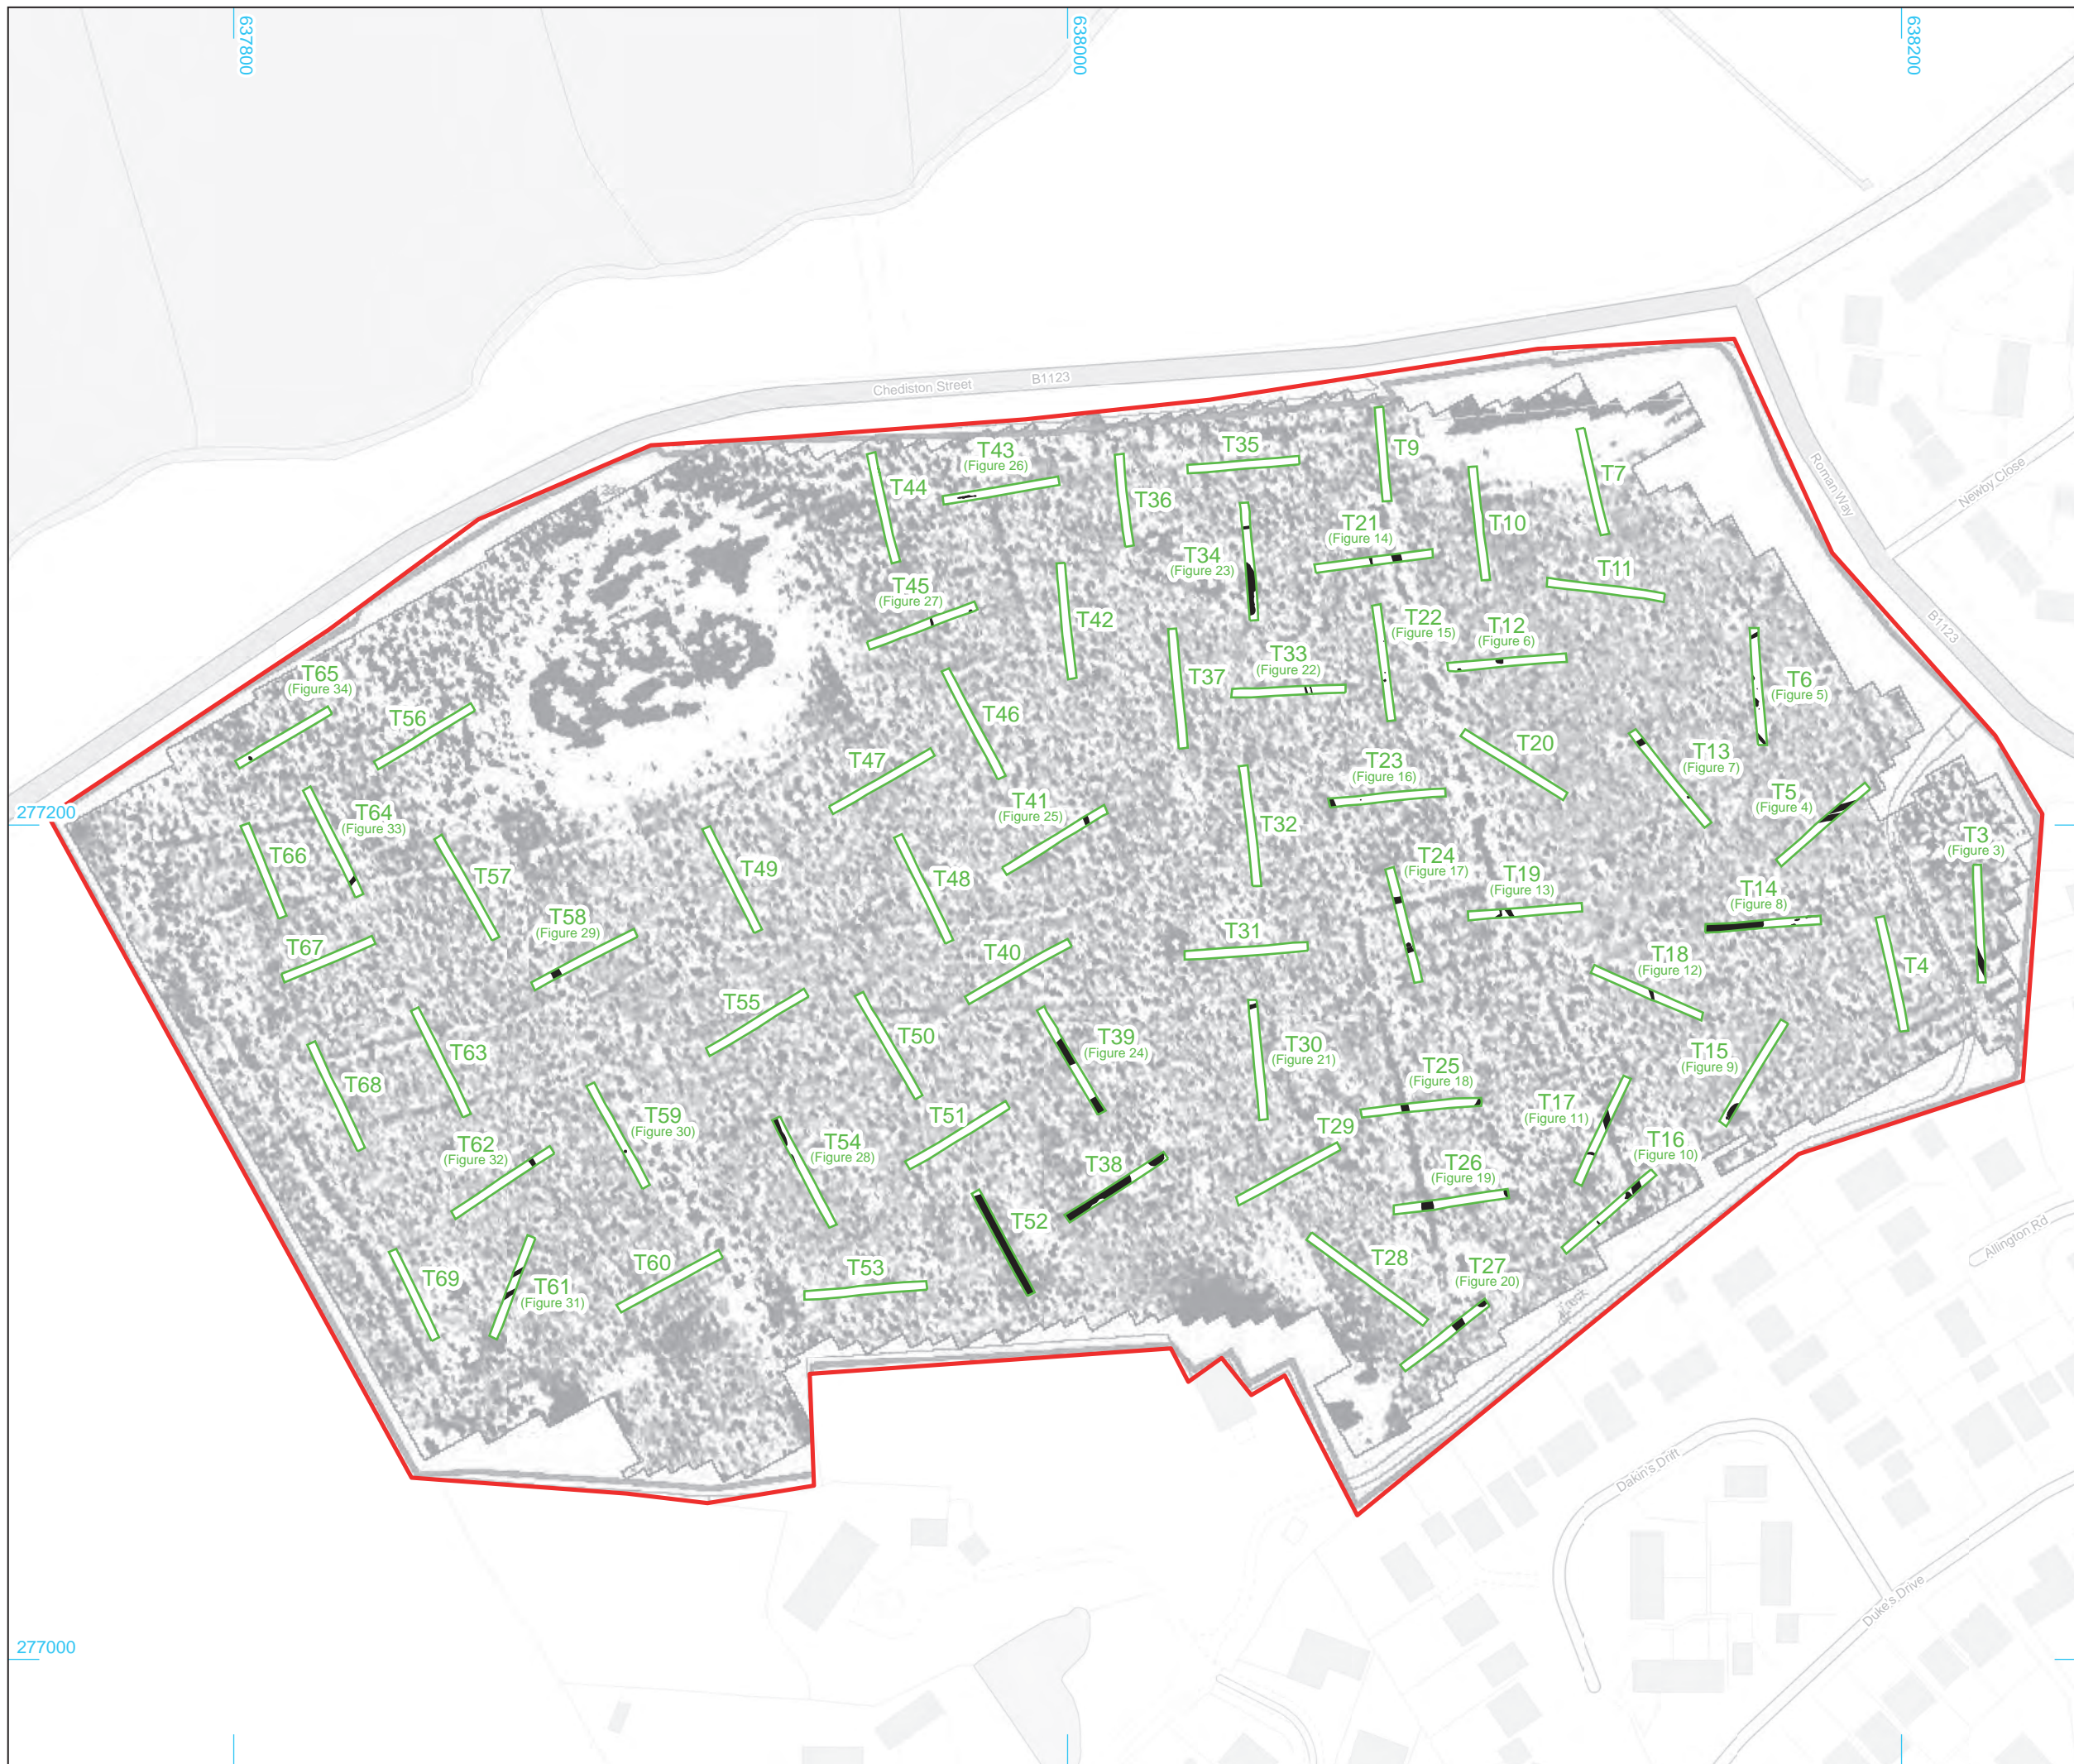 637800
638000
638200
Chediston Street
B1123
Roman Way
Newby Close
B1123
T43
(Figure 26)
T35
T9
T7
T44
T36
T21
(Figure 14)
T10
T34
(Figure 23)
T11
T45
(Figure 27)
T42
T22
(Figure 15)
T12
(Figure 6)
T33
(Figure 22)
T37
T6
(Figure 5)
T65
(Figure 34)
T56
T46
T47
T20
T13
(Figure 7)
T23
(Figure 16)
T5
(Figure 4)
277200
T64
(Figure 33)
T41
(Figure 25)
T32
T3
(Figure 3)
T66
T57
T49
T48
T24
(Figure 17)
T19
(Figure 13)
T14
(Figure 8)
T58
(Figure 29)
T67
T40
T31
T18
(Figure 12)
T4
T55
T50
T39
(Figure 24)
T30
(Figure 21)
T63
T68
T25
(Figure 18)
T15
(Figure 9)
T17
(Figure 11)
T59
(Figure 30)
T51
T29
T62
(Figure 32)
T54
(Figure 28)
T38
T16
(Figure 10)
T26
(Figure 19)
T52
T69
T61
(Figure 31)
T60
T53
T28
T27
(Figure 20)
Track
Allington Rd
Dakin's Drift
Duke's Drive
277000